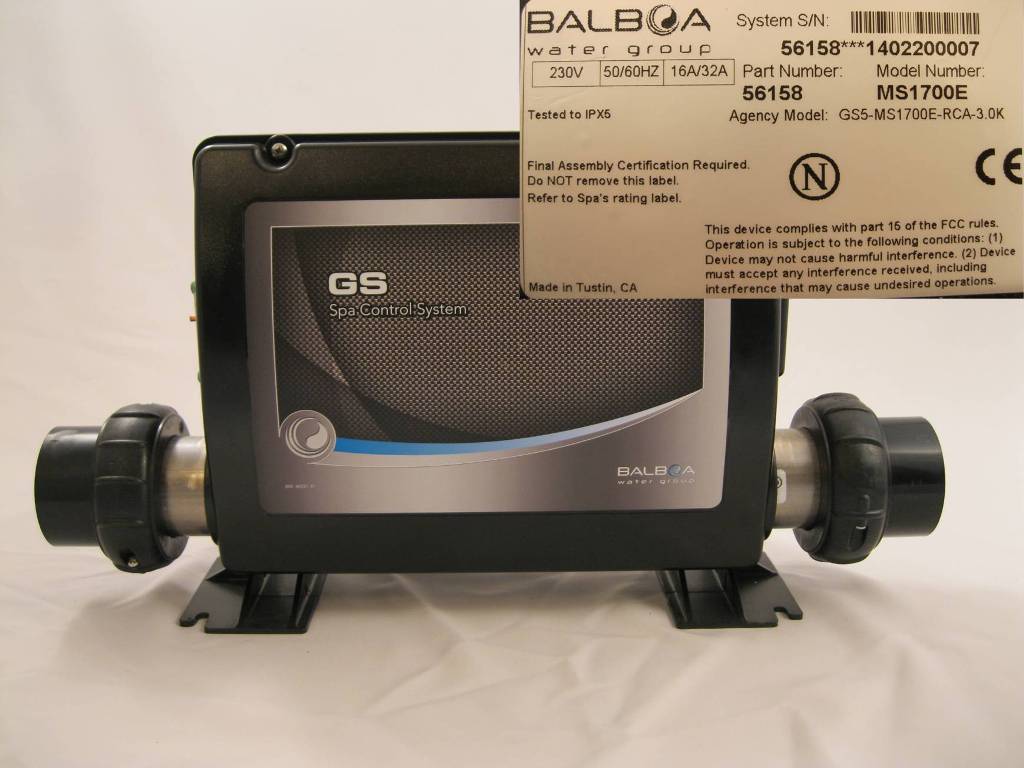 BALBOA
water group
System S/N:
56158***1402200007
230V 50/60HZ 16A/32A
Part Number: Model Number:
56158 MS1700E
Tested to IPX5
Agency Model: GS5-MS1700E-RCA-3.0K
Final Assembly Certification Required.
Do NOT remove this label.
Refer to Spa's rating label.
N
CE
This device complies with part 15 of the FCC rules.
Operation is subject to the following conditions: (1)
Device may not cause harmful interference. (2) Device
must accept any interference received, including
interference that may cause undesired operations.
Made in Tustin, CA
GS
Spa Control System
BALBOA
water group